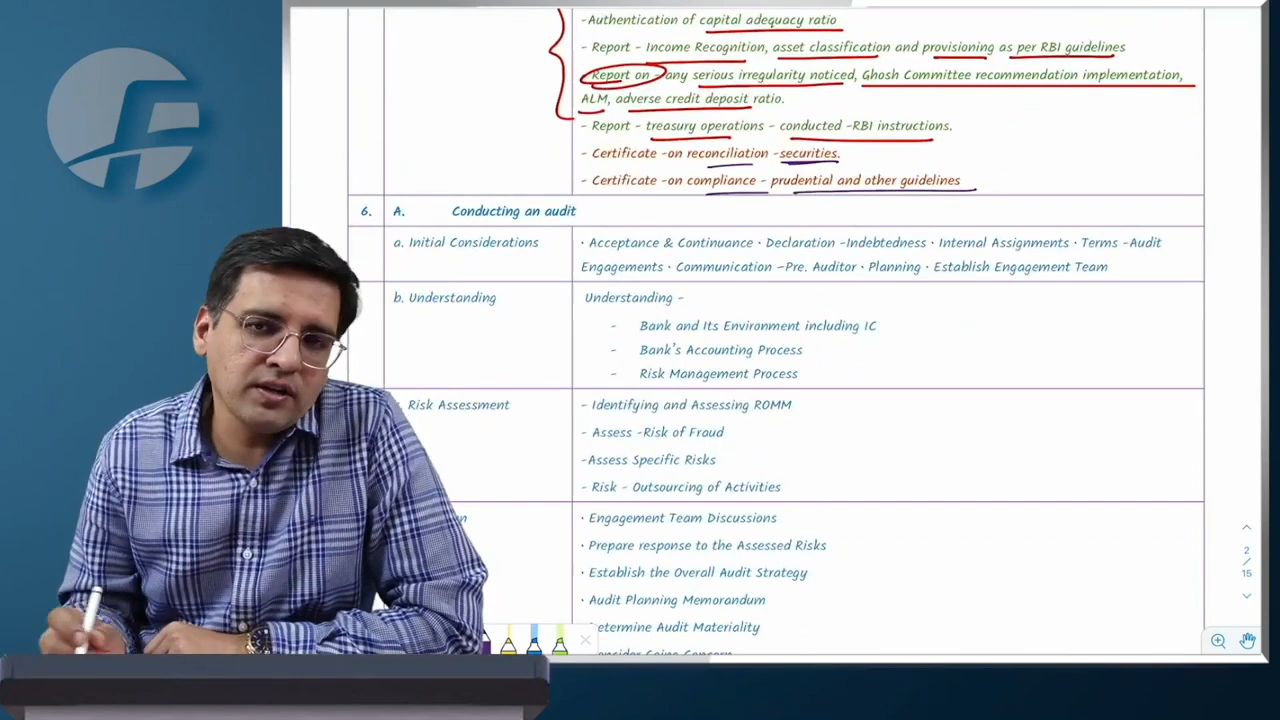 -Authentication of capital adequacy ratio
- Report - Income Recognition, asset classification and provisioning as per RBI guidelines
Report on - any serious irregularity noticed, Ghosh Committee recommendation implementation,
ALM, adverse credit deposit ratio.
- Report - treasury operations - conducted -RBI instructions.
- Certificate -on reconciliation -securities.
- Certificate -on compliance - prudential and other guidelines
6. A. Conducting an audit
a. Initial Considerations
· Acceptance & Continuance · Declaration -Indebtedness · Internal Assignments · Terms -Audit
Engagements · Communication –Pre. Auditor · Planning · Establish Engagement Team
b. Understanding
Understanding -
- Bank and Its Environment including IC
- Bank's Accounting Process
- Risk Management Process
Risk Assessment
- Identifying and Assessing ROMM
- Assess -Risk of Fraud
-Assess Specific Risks
- Risk - Outsourcing of Activities
· Engagement Team Discussions
· Prepare response to the Assessed Risks
· Establish the Overall Audit Strategy
· Audit Planning Memorandum
Determine Audit Materiality
Consider Going Concern
2
/
15